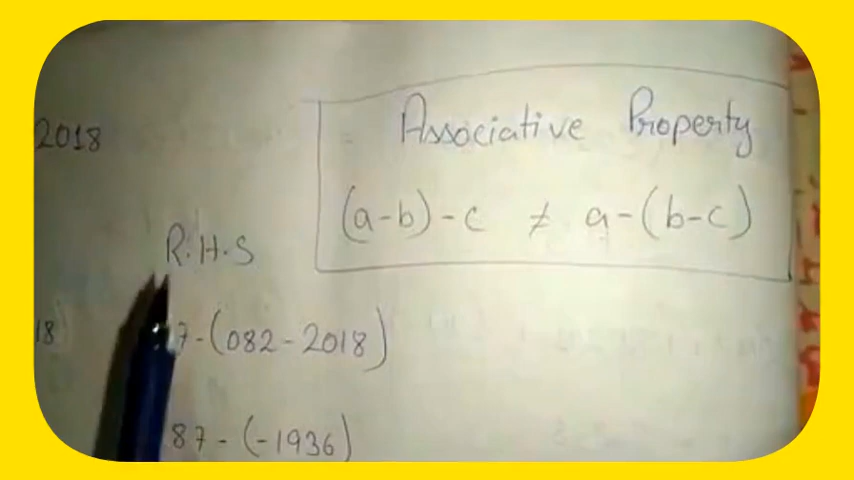 2018
Associative Property
(a-b)-c ≠ a-(b-c)
R.H.S
18
7-(082-2018)
87-(-1936)